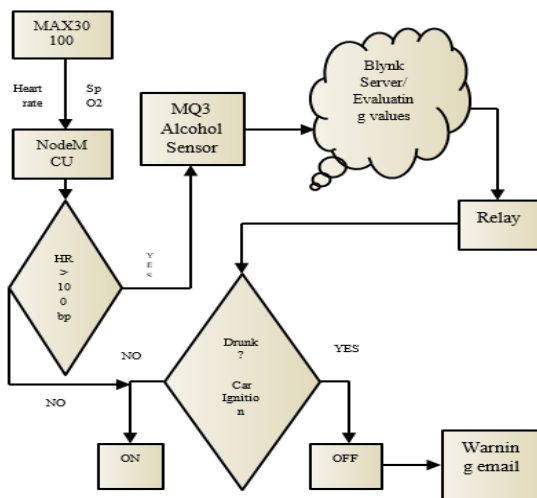 MAX30
100
Heart
rate
Sp
O2
NodeM
CU
HR
>
10
0
bp
Y
E
S
MQ3
Alcohol
Sensor
Blynk
Server/
Evaluatin
g values
Relay
Drunk
?
Car
Ignitio
n
NO
YES
NO
ON
OFF
Warnin
g email